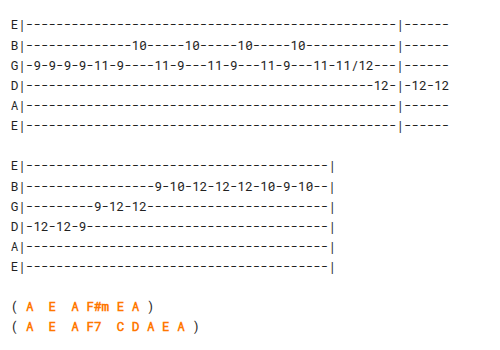 E|-------------------------------------------------|------
B|--------------10-----10-----10-----10------------|------
G|-9-9-9-9-11-9----11-9---11-9---11-9---11-11/12---|------
D|----------------------------------------------12-|-12-12
A|-------------------------------------------------|------
E|-------------------------------------------------|------
E|----------------------------------------|
B|-----------------9-10-12-12-12-10-9-10--|
G|---------9-12-12------------------------|
D|-12-12-9--------------------------------|
A|----------------------------------------|
E|----------------------------------------|
( A  E  A F#m E A )
( A  E  A F7  C D A E A )